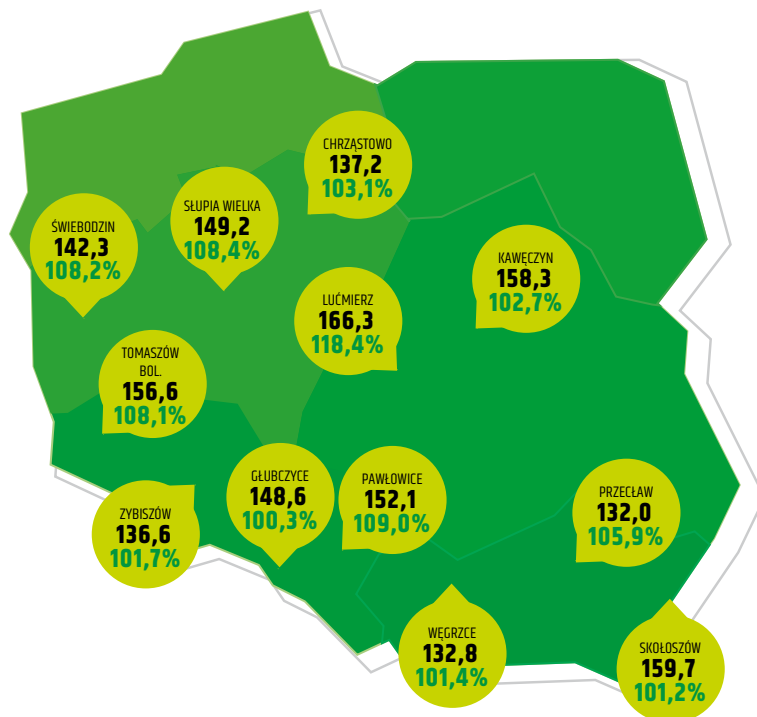 CHRZĄSTOWO
137,2
103,1%
SŁUPIA WIELKA
149,2
108,4%
ŚWIEBODZIN
142,3
108,2%
KAWĘCZYN
158,3
102,7%
LUĆMIERZ
166,3
118,4%
TOMASZÓW
BOL.
156,6
108,1%
GŁUBCZYCE
148,6
100,3%
PAWŁOWICE
152,1
109,0%
PRZECŁAW
132,0
105,9%
ZYBISZÓW
136,6
101,7%
WĘGRZCE
132,8
101,4%
SKOŁOSZÓW
159,7
101,2%